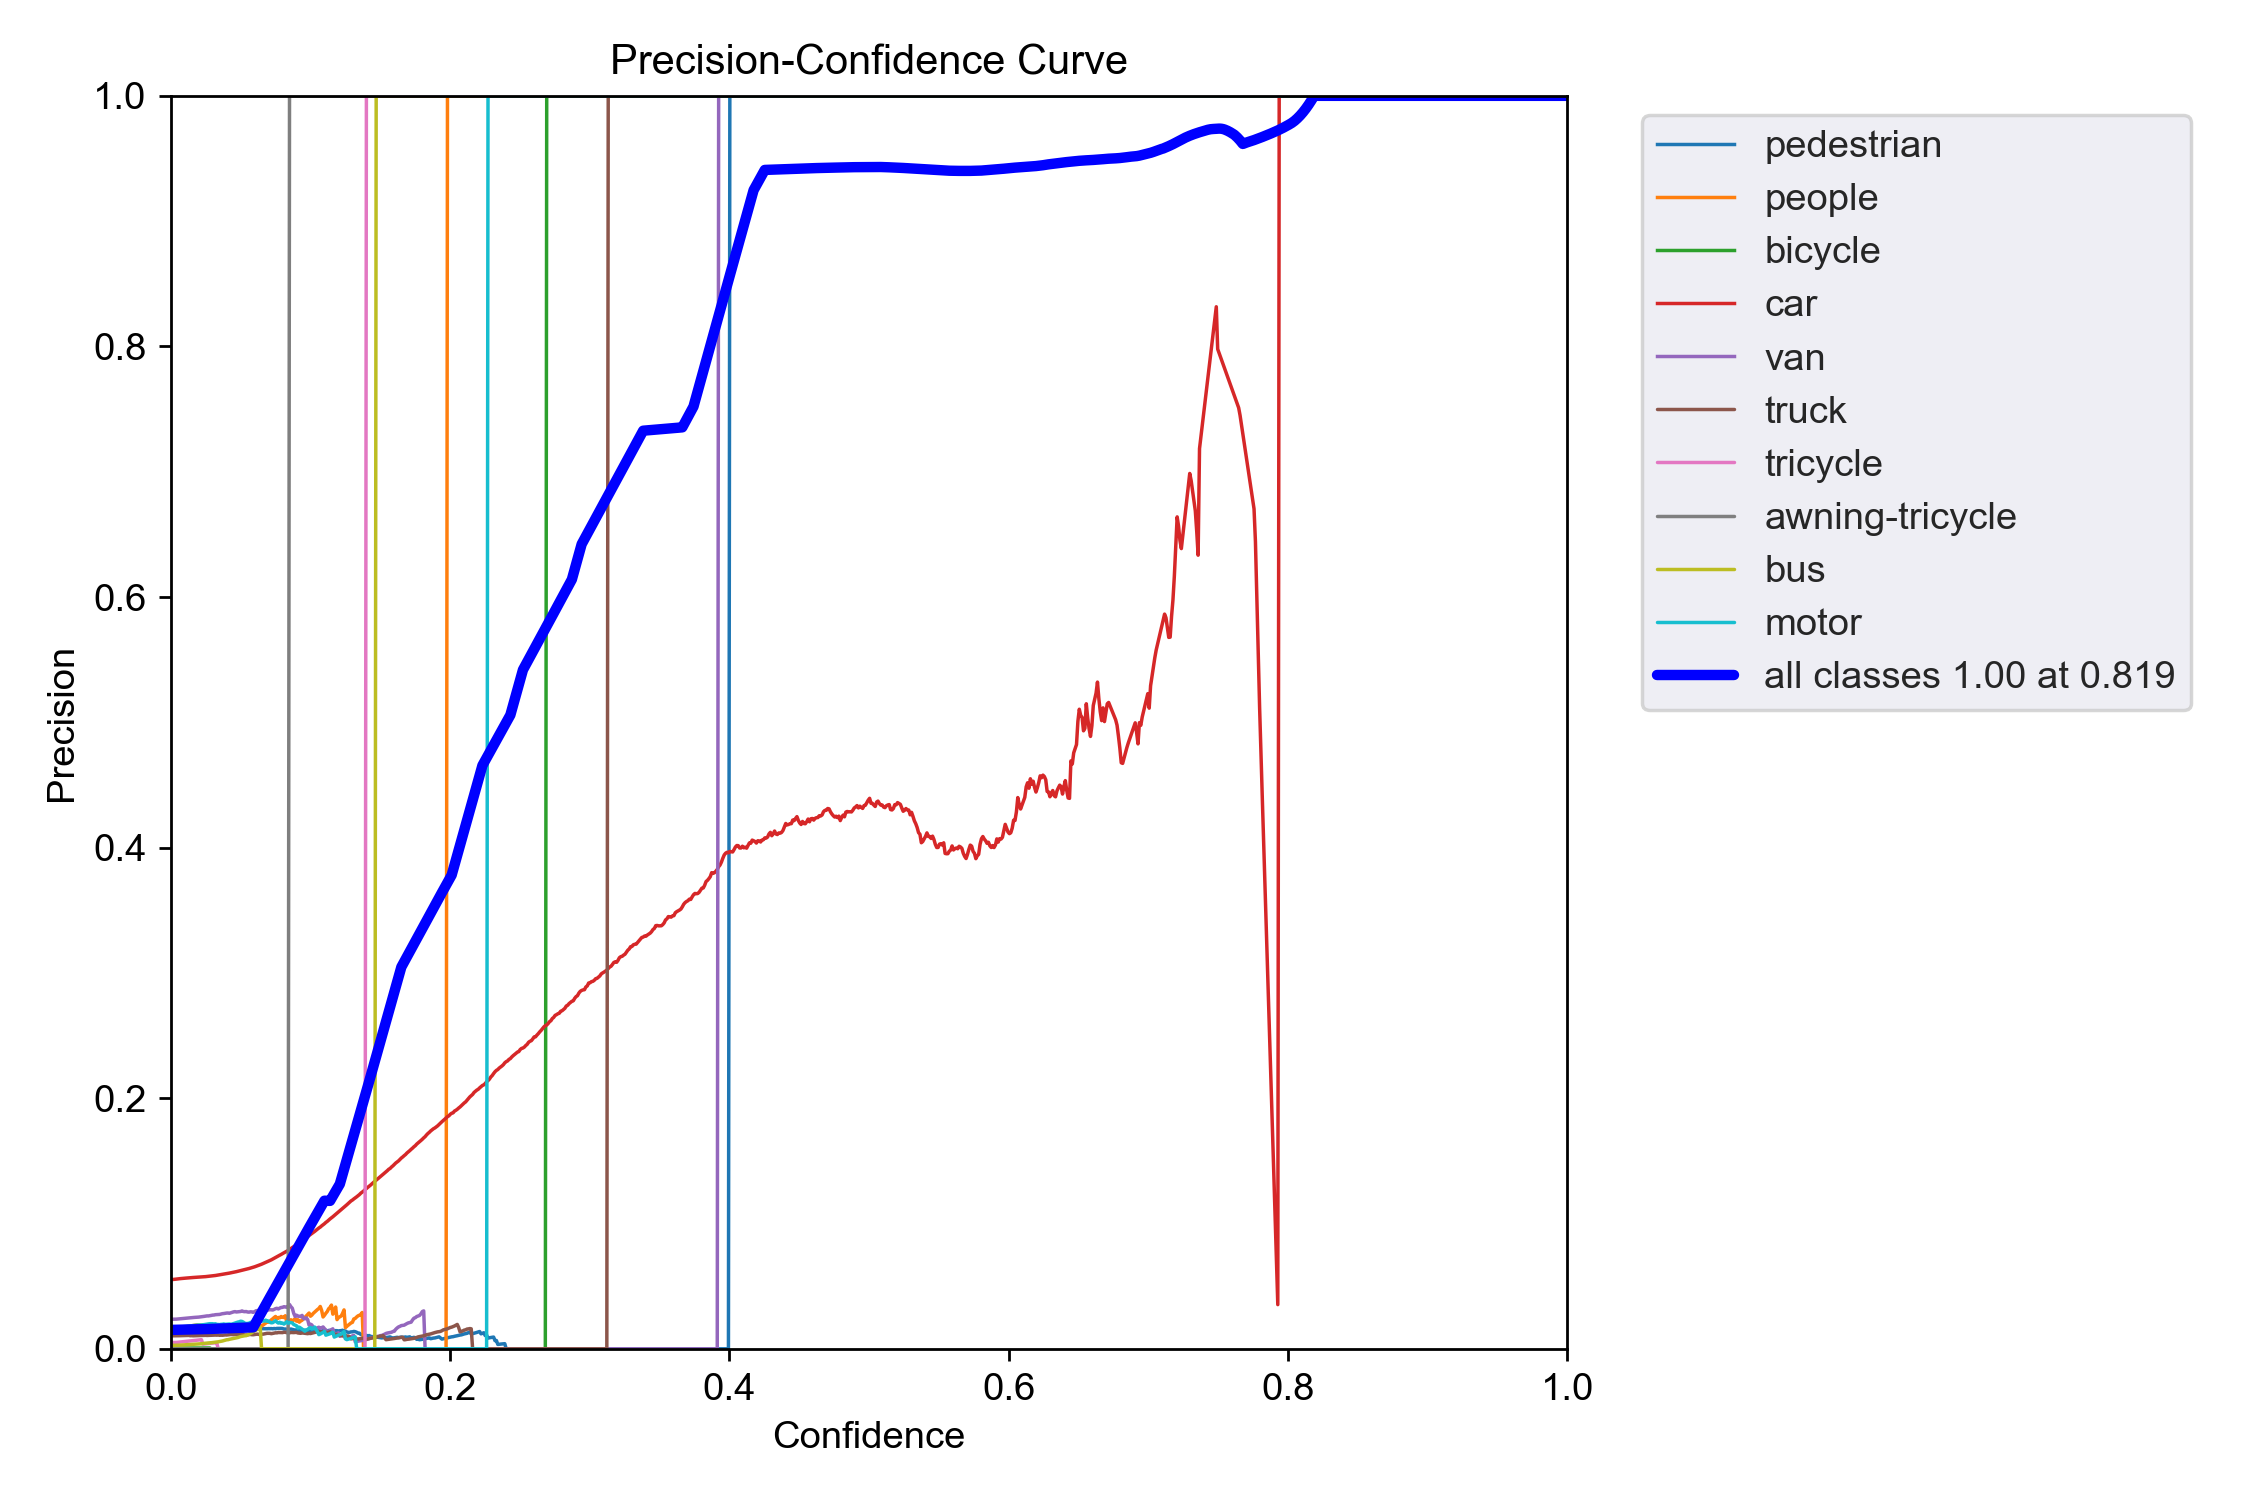 Precision-Confidence Curve
1.0
0.8
0.6
0.4
0.2
0.0
Precision
0.0 0.2 0.4 0.6 0.8 1.0
Confidence
pedestrian
people
bicycle
car
van
truck
tricycle
awning-tricycle
bus
motor
all classes 1.00 at 0.819